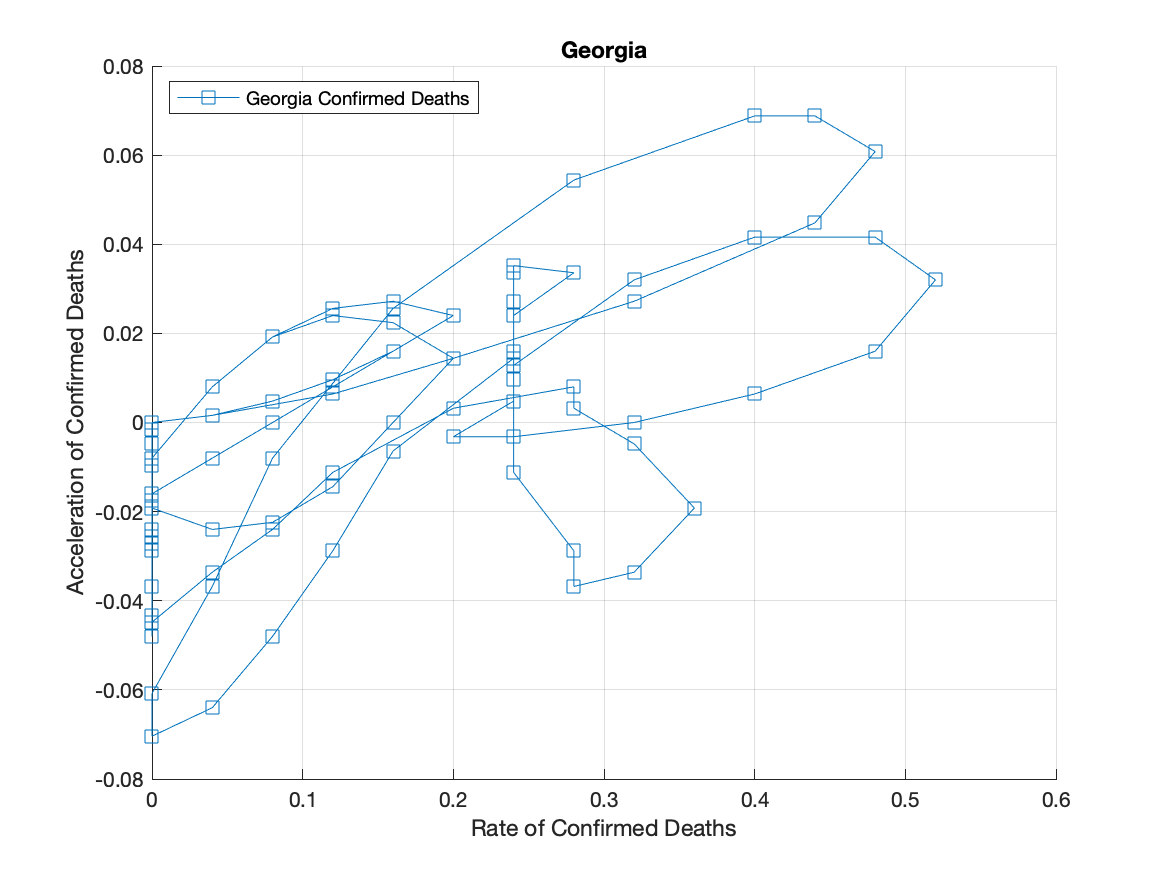 Georgia
Georgia Confirmed Deaths
0.08
0.06
0.04
0.02
0
-0.02
-0.04
-0.06
-0.08
Acceleration of Confirmed Deaths
0 0.1 0.2 0.3 0.4 0.5 0.6
Rate of Confirmed Deaths